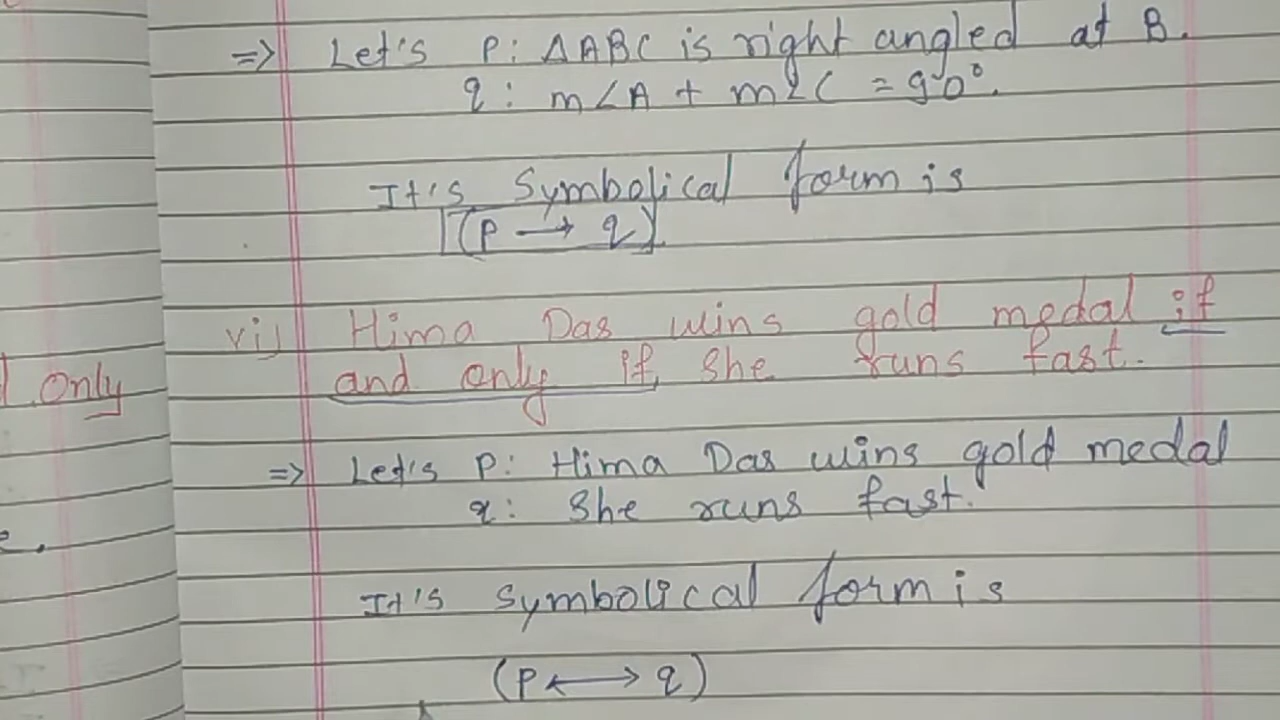 => Let's P: ΔABC is right angled at B.
q: m∠A + m∠C = 90°.
It's Symbolical form is
(P → q)
vi) Hima Das wins gold medal if
and only if, she runs fast.
Only
=> Let's P: Hima Das wins gold medal
q: She runs fast.
It's symbolical form is
(P ⟷ q)